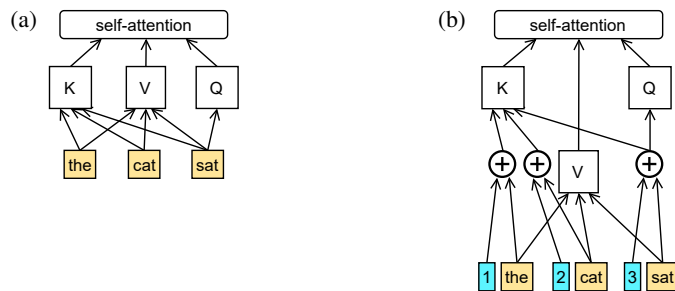 (a)
self-attention
K V Q
the cat sat
(b)
self-attention
K Q
+ + V +
1 the 2 cat 3 sat